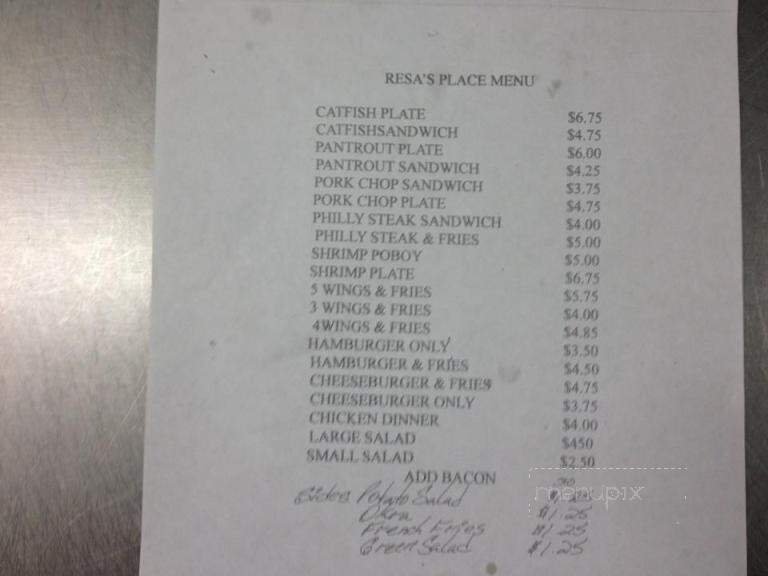 RESA'S PLACE MENU
CATFISH PLATE $6.75
CATFISHSANDWICH $4.75
PANTROUT PLATE $6.00
PANTROUT SANDWICH $4.25
PORK CHOP SANDWICH $3.75
PORK CHOP PLATE $4.75
PHILLY STEAK SANDWICH $4.00
PHILLY STEAK & FRIES $5.00
SHRIMP POBOY $5.00
SHRIMP PLATE $6.75
5 WINGS & FRIES $5.75
3 WINGS & FRIES $4.00
4WINGS & FRIES $4.85
HAMBURGER ONLY $3.50
HAMBURGER & FRIES $4.50
CHEESEBURGER & FRIES $4.75
CHEESEBURGER ONLY $3.75
CHICKEN DINNER $4.00
LARGE SALAD $450
SMALL SALAD $2.50
ADD BACON
Sides Potato Salad
Okra $1.25
French Fries $1.25
Green Salad $1.25
menupix